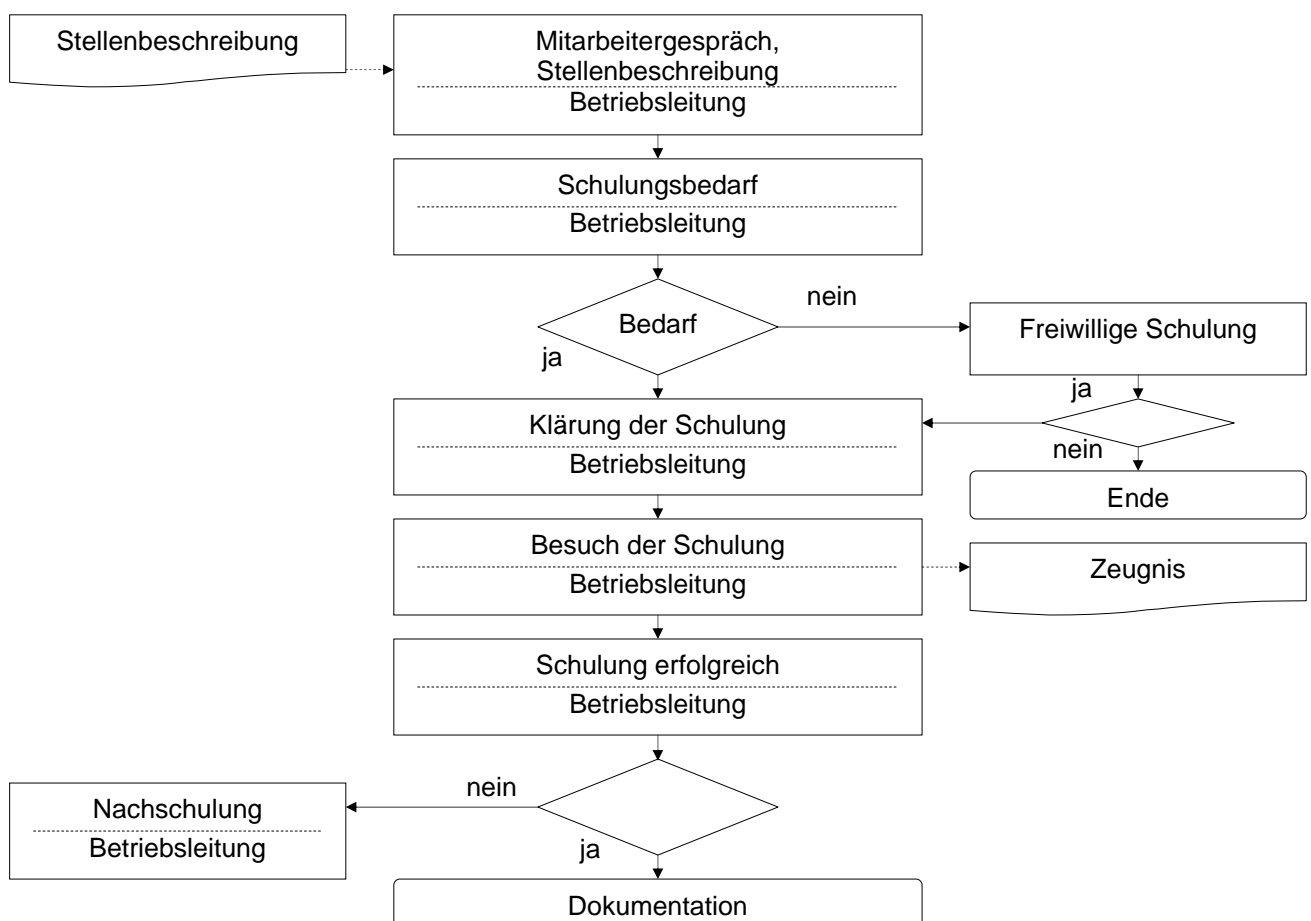 Stellenbeschreibung
Mitarbeitergespräch,
Stellenbeschreibung
Betriebsleitung
Schulungsbedarf
Betriebsleitung
Bedarf
nein
ja
Freiwillige Schulung
ja
nein
Ende
Klärung der Schulung
Betriebsleitung
Besuch der Schulung
Betriebsleitung
Zeugnis
Schulung erfolgreich
Betriebsleitung
nein
ja
Nachschulung
Betriebsleitung
Dokumentation